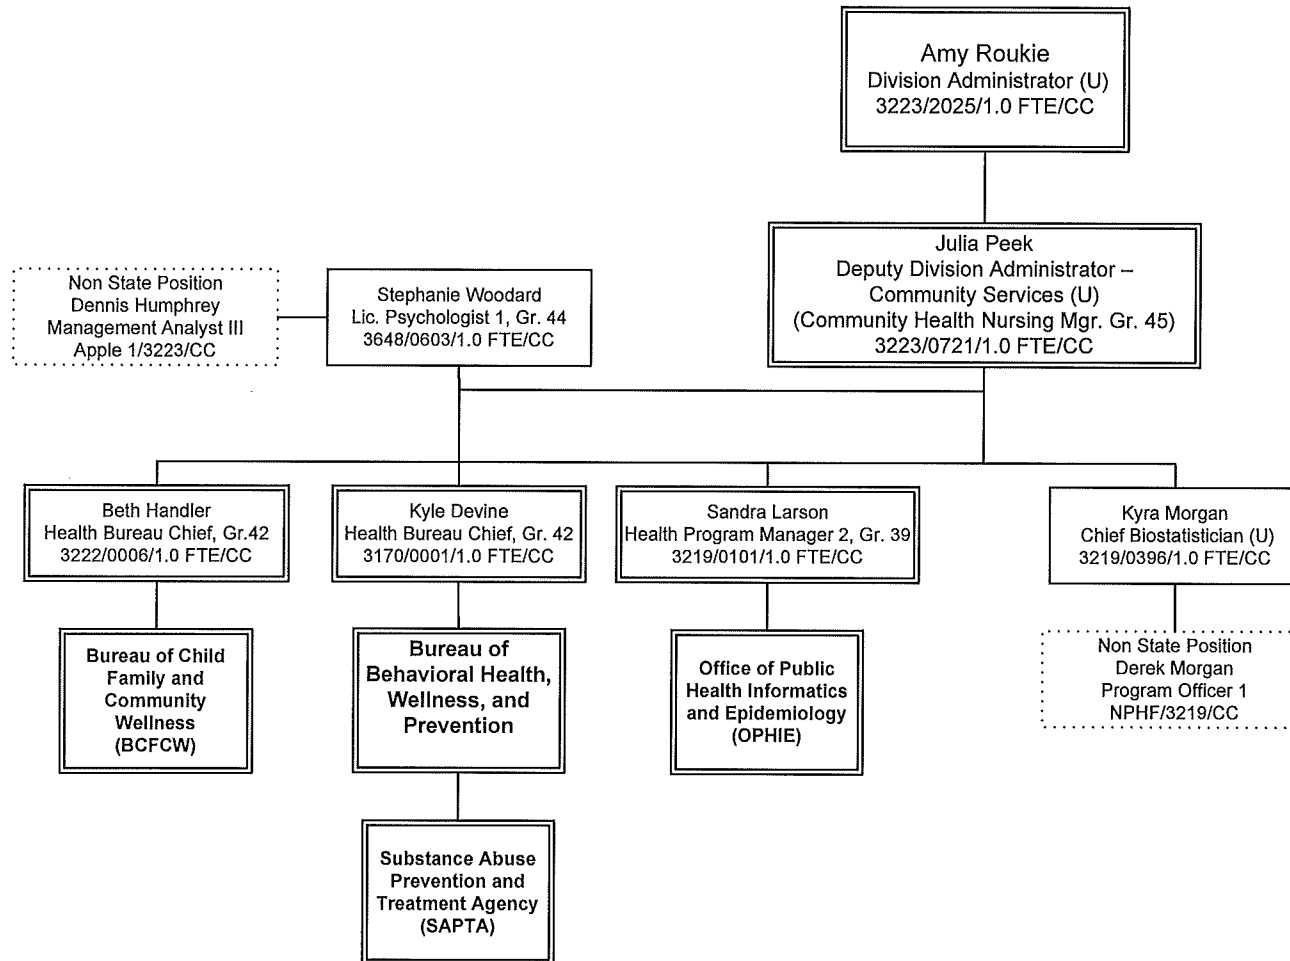 Amy Roukie
Division Administrator (U)
3223/2025/1.0 FTE/CC
Julia Peek
Deputy Division Administrator –
Community Services (U)
(Community Health Nursing Mgr. Gr. 45)
3223/0721/1.0 FTE/CC
Non State Position
Dennis Humphrey
Management Analyst III
Apple 1/3223/CC
Stephanie Woodard
Lic. Psychologist 1, Gr. 44
3648/0603/1.0 FTE/CC
Beth Handler
Health Bureau Chief, Gr.42
3222/0006/1.0 FTE/CC
Kyle Devine
Health Bureau Chief, Gr. 42
3170/0001/1.0 FTE/CC
Sandra Larson
Health Program Manager 2, Gr. 39
3219/0101/1.0 FTE/CC
Kyra Morgan
Chief Biostatistician (U)
3219/0396/1.0 FTE/CC
Bureau of Child
Family and
Community
Wellness
(BCFCW)
Bureau of
Behavioral Health,
Wellness, and
Prevention
Office of Public
Health Informatics
and Epidemiology
(OPHIE)
Non State Position
Derek Morgan
Program Officer 1
NPHF/3219/CC
Substance Abuse
Prevention and
Treatment Agency
(SAPTA)